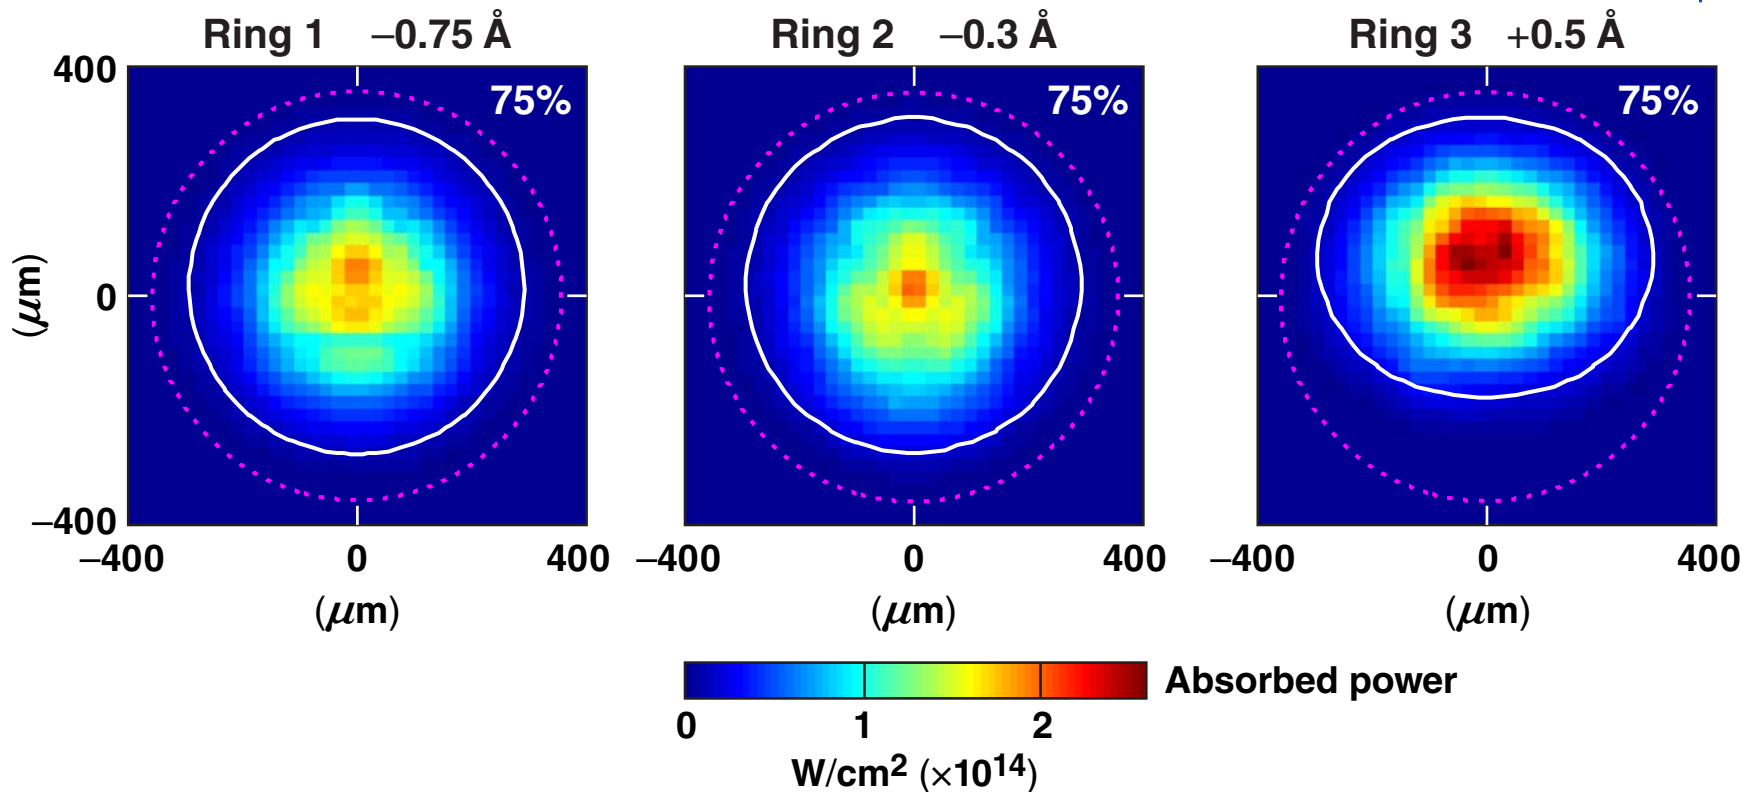 Ring 1 −0.75 Å
Ring 2 −0.3 Å
Ring 3 +0.5 Å
400
0
−400
(μm)
75%
75%
75%
−400 0 400
−400 0 400
−400 0 400
(μm)
(μm)
(μm)
Absorbed power
0 1 2
W/cm² (×10¹⁴)